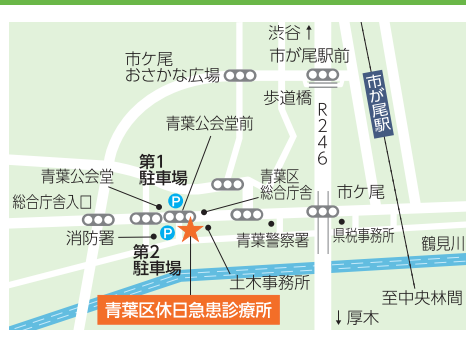 渋谷↑
市ケ尾
おさかな広場
市が尾駅前
歩道橋
市が尾駅
R246
青葉公会堂前
第1
駐車場
青葉公会堂
総合庁舎入口
青葉区
総合庁舎
市ケ尾
P
P
消防署
第2
駐車場
青葉警察署
県税事務所
鶴見川
土木事務所
至中央林間
青葉区休日急患診療所
↓厚木